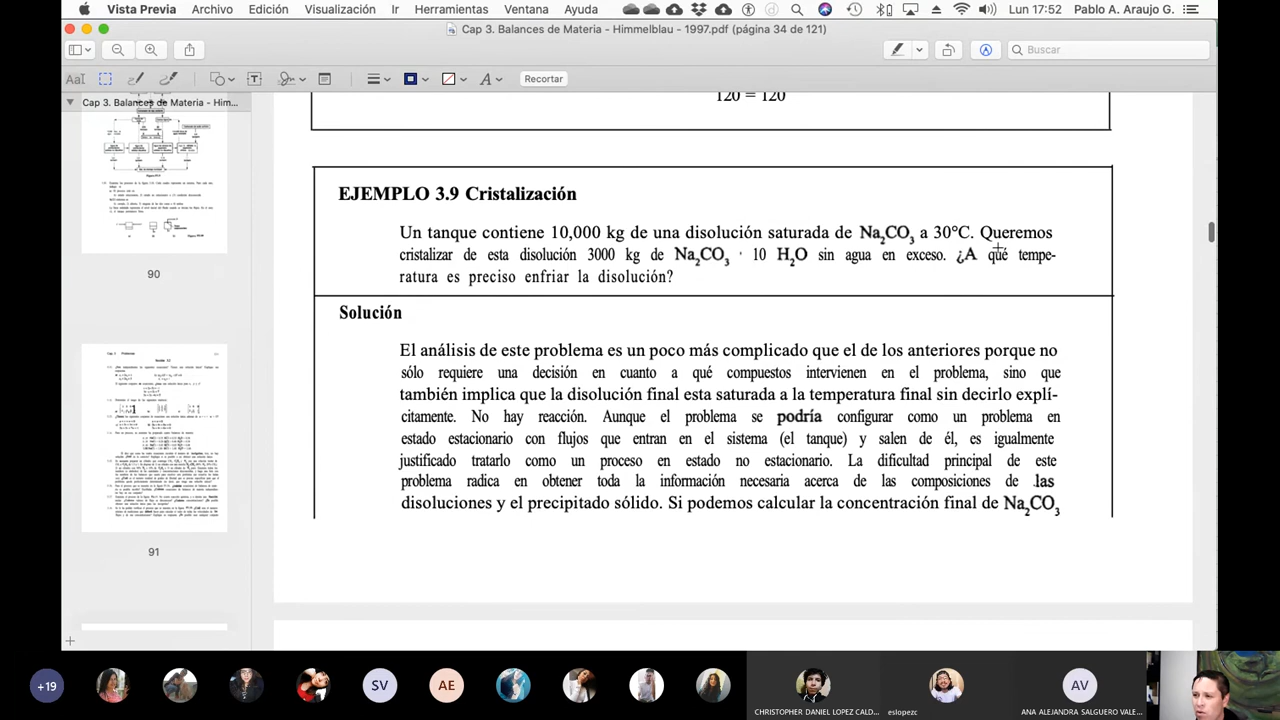 Vista Previa Archivo Edición Visualización Ir Herramientas Ventana Ayuda Lun 17:52 Pablo A. Araujo G.
Cap 3. Balances de Materia - Himmelblau - 1997.pdf (página 34 de 121)
Buscar
AaI Recortar
Cap 3. Balances de Materia - Him...
120 = 120
EJEMPLO 3.9 Cristalización
Un tanque contiene 10,000 kg de una disolución saturada de Na₂CO₃ a 30°C. Queremos
cristalizar de esta disolución 3000 kg de Na₂CO₃ · 10 H₂O sin agua en exceso. ¿A qué tempe-
ratura es preciso enfriar la disolución?
Solución
El análisis de este problema es un poco más complicado que el de los anteriores porque no
sólo requiere una decisión en cuanto a qué compuestos intervienen en el problema, sino que
también implica que la disolución final esta saturada a la temperatura final sin decirlo explí-
citamente. No hay reacción. Aunque el problema se podría configurar como un problema en
estado estacionario con flujos que entran en el sistema (el tanque) y salen de él, es igualmente
justificado tratarlo como un proceso en estado no estacionario. La dificultad principal de este
problema radica en obtener toda la información necesaria acerca de las composiciones de las
disoluciones y el precipitado sólido. Si podemos calcular la concentración final de Na₂CO₃
90
91
+19
SV
AE
CHRISTOPHER DANIEL LOPEZ CALD...
eslopezc
AV
ANA ALEJANDRA SALGUERO VALE...